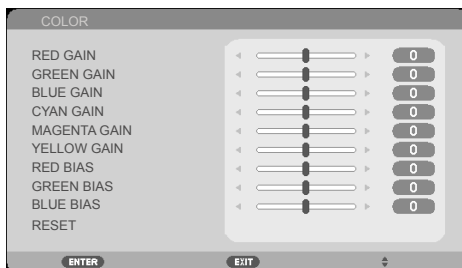 COLOR
RED GAIN 0
GREEN GAIN 0
BLUE GAIN 0
CYAN GAIN 0
MAGENTA GAIN 0
YELLOW GAIN 0
RED BIAS 0
GREEN BIAS 0
BLUE BIAS 0
RESET
ENTER EXIT